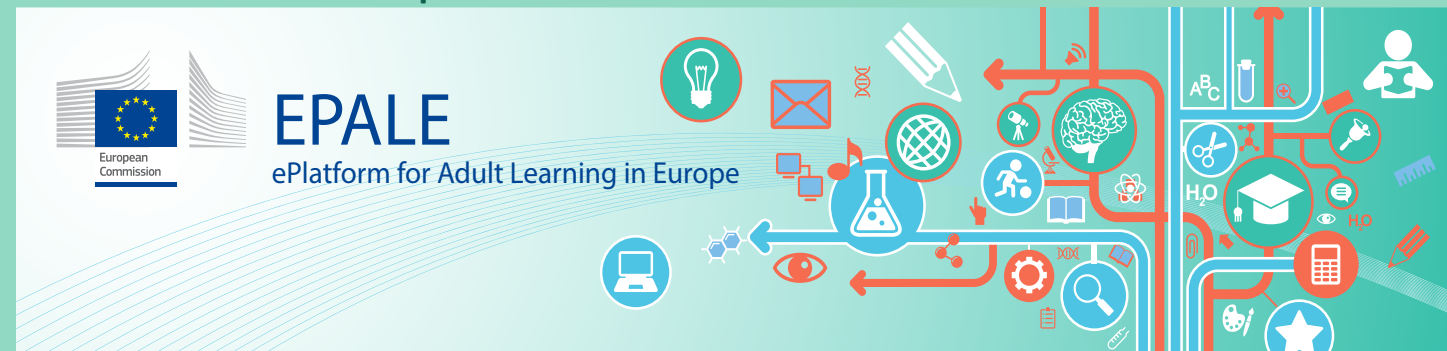 European
Commission
EPALE
ePlatform for Adult Learning in Europe
ABC
H2O
H2O